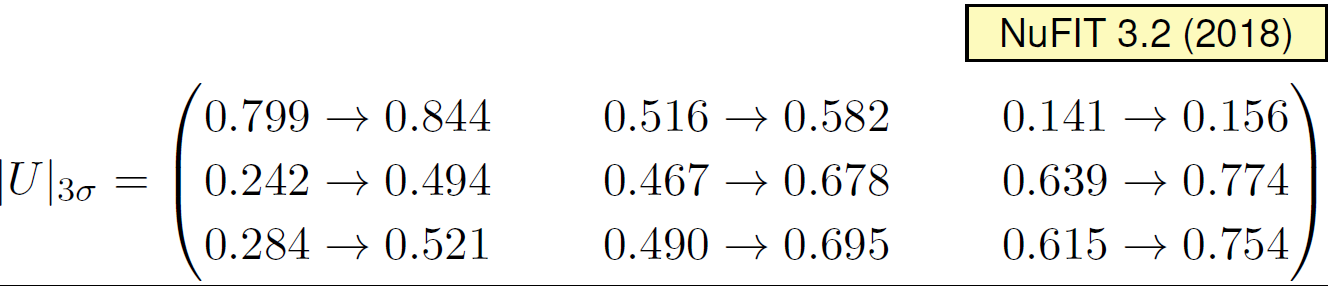 NuFIT 3.2 (2018)
0.799 → 0.844 0.516 → 0.582 0.141 → 0.156
|U|3σ = 0.242 → 0.494 0.467 → 0.678 0.639 → 0.774
0.284 → 0.521 0.490 → 0.695 0.615 → 0.754